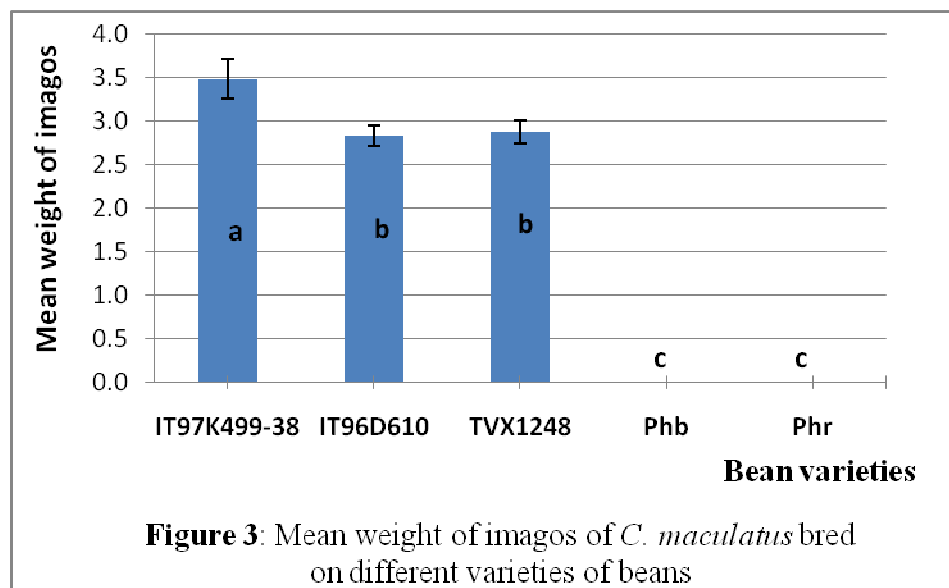 4.0
3.5
3.0
2.5
2.0
1.5
1.0
0.5
0.0
Mean weight of imagos
a b b c c
IT97K499-38 IT96D610 TVX1248 Phb Phr
Bean varieties
Figure 3: Mean weight of imagos of C. maculatus bred
on different varieties of beans